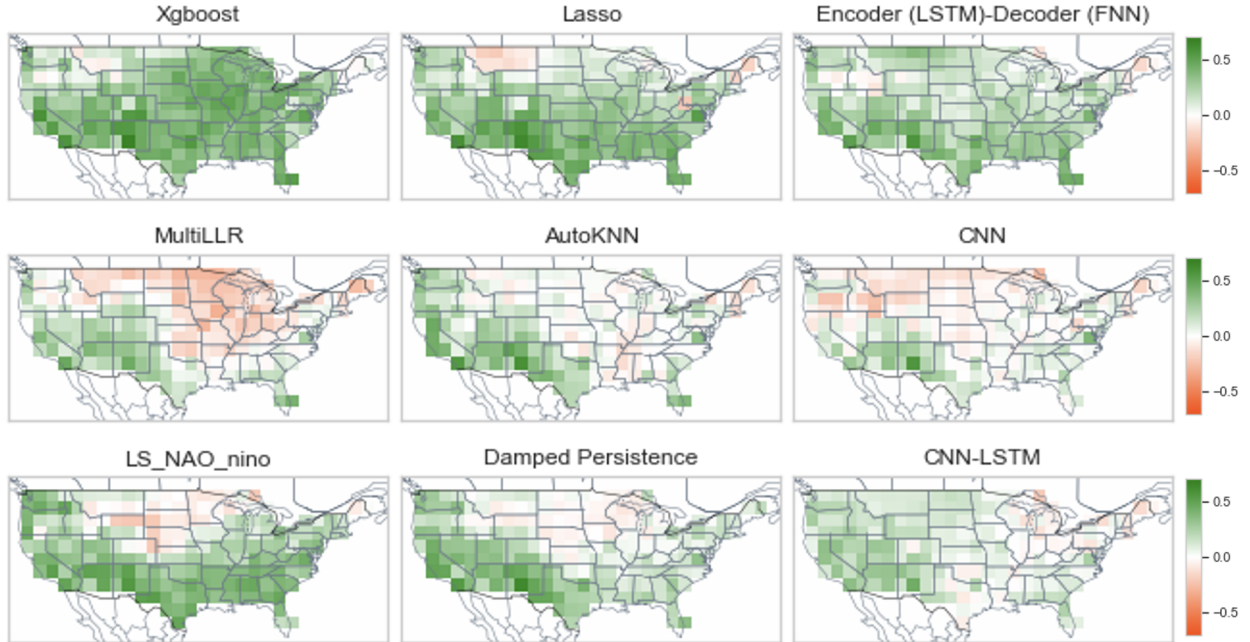 Xgboost
Lasso
Encoder (LSTM)-Decoder (FNN)
0.5
0.0
−0.5
MultiLLR
AutoKNN
CNN
0.5
0.0
−0.5
LS_NAO_nino
Damped Persistence
CNN-LSTM
0.5
0.0
−0.5